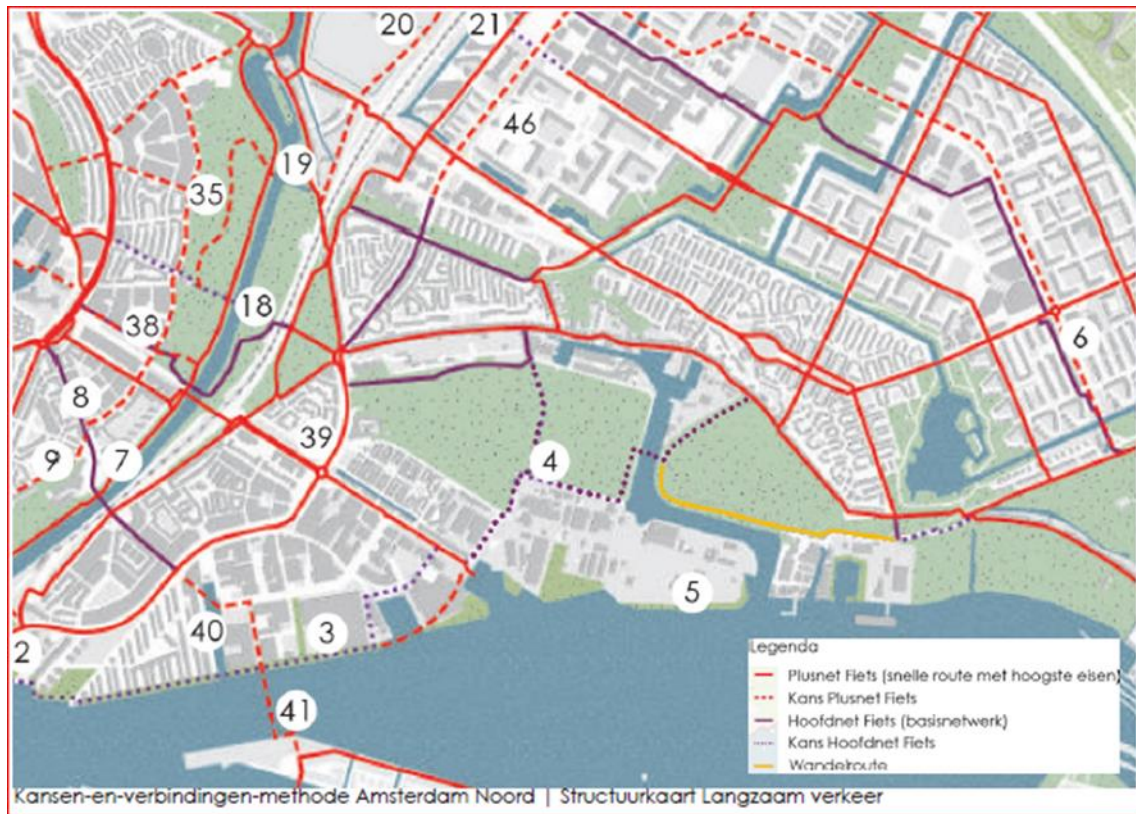 20
21
46
35
19
18
38
6
8
39
9
7
4
5
40
3
2
41
Legenda
Plusnet Fiets (snelle route met hoogste eisen)
Kans Plusnet Fiets
Hoofdnet Fiets (basisnetwerk)
Kans Hoofdnet Fiets
Wandelroute
Kansen-en-verbindingen-methode Amsterdam Noord | Structuurkaart Langzaam verkeer